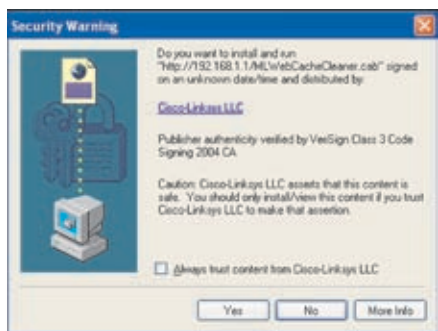 Security Warning
Do you want to install and run
"http://192.168.1.1/HLWebCacheCleaner.cab" signed
on an unknown date/time and distributed by:
Cisco-Linksys LLC
Publisher authenticity verified by VeriSign Class 3 Code
Signing 2004 CA
Caution: Cisco-Linksys LLC asserts that this content is
safe. You should only install/view this content if you trust
Cisco-Linksys LLC to make that assertion.
Always trust content from Cisco-Linksys LLC
Yes
No
More Info